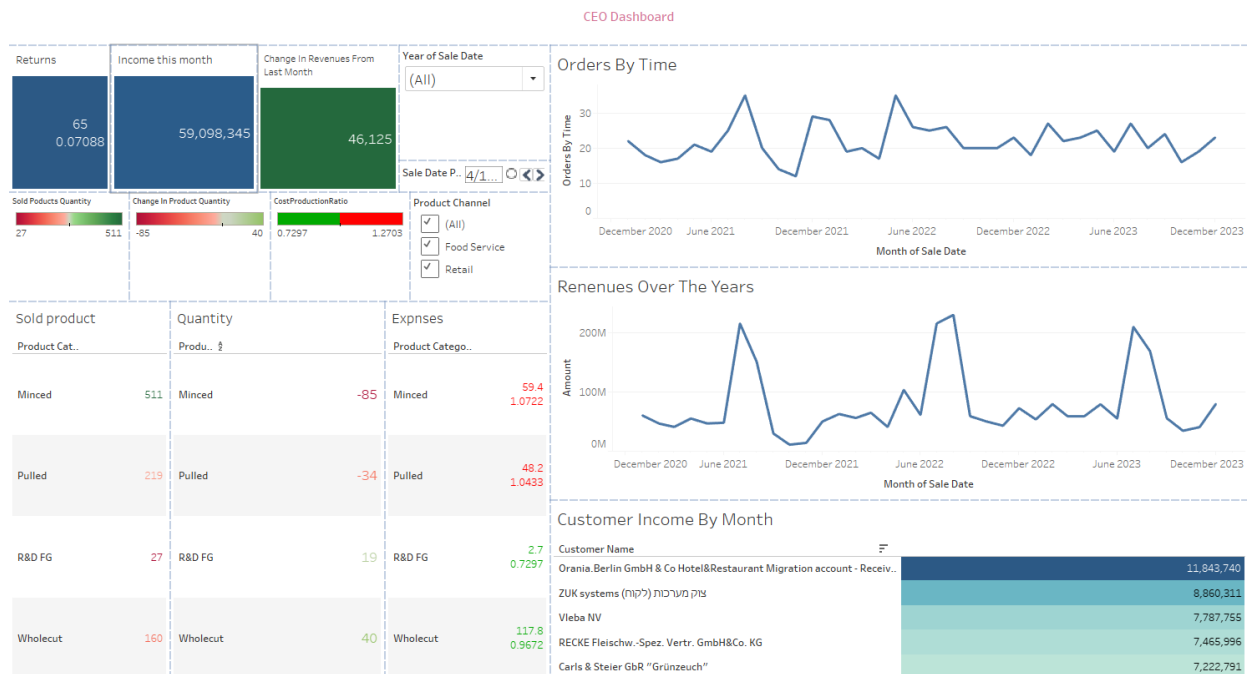 CEO Dashboard
Returns
65
0.07088
Income this month
59,098,345
Change In Revenues From
Last Month
46,125
Year of Sale Date
(All)
Sale Date P.. 4/1...
Sold Poducts Quantity
27 511
Change In Product Quantity
-85 40
CostProductionRatio
0.7297 1.2703
Product Channel
(All)
Food Service
Retail
Sold product
Product Cat..
Minced 511
Pulled 219
R&D FG 27
Wholecut 160
Quantity
Produ..
Minced -85
Pulled -34
R&D FG 19
Wholecut 40
Expnses
Product Catego..
Minced 59.4
1.0722
Pulled 48.2
1.0433
R&D FG 2.7
0.7297
Wholecut 117.8
0.9672
Orders By Time
Orders By Time
30
20
10
0
December 2020 June 2021 December 2021 June 2022 December 2022 June 2023 December 2023
Month of Sale Date
Renenues Over The Years
Amount
200M
100M
0M
December 2020 June 2021 December 2021 June 2022 December 2022 June 2023 December 2023
Month of Sale Date
Customer Income By Month
Customer Name
Orania.Berlin GmbH & Co Hotel&Restaurant Migration account - Receiv.. 11,843,740
ZUK systems (לקוח) צוק מערכות 8,860,311
Vleba NV 7,787,755
RECKE Fleischw.-Spez. Vertr. GmbH&Co. KG 7,465,996
Carls & Steier GbR "Grünzeuch" 7,222,791